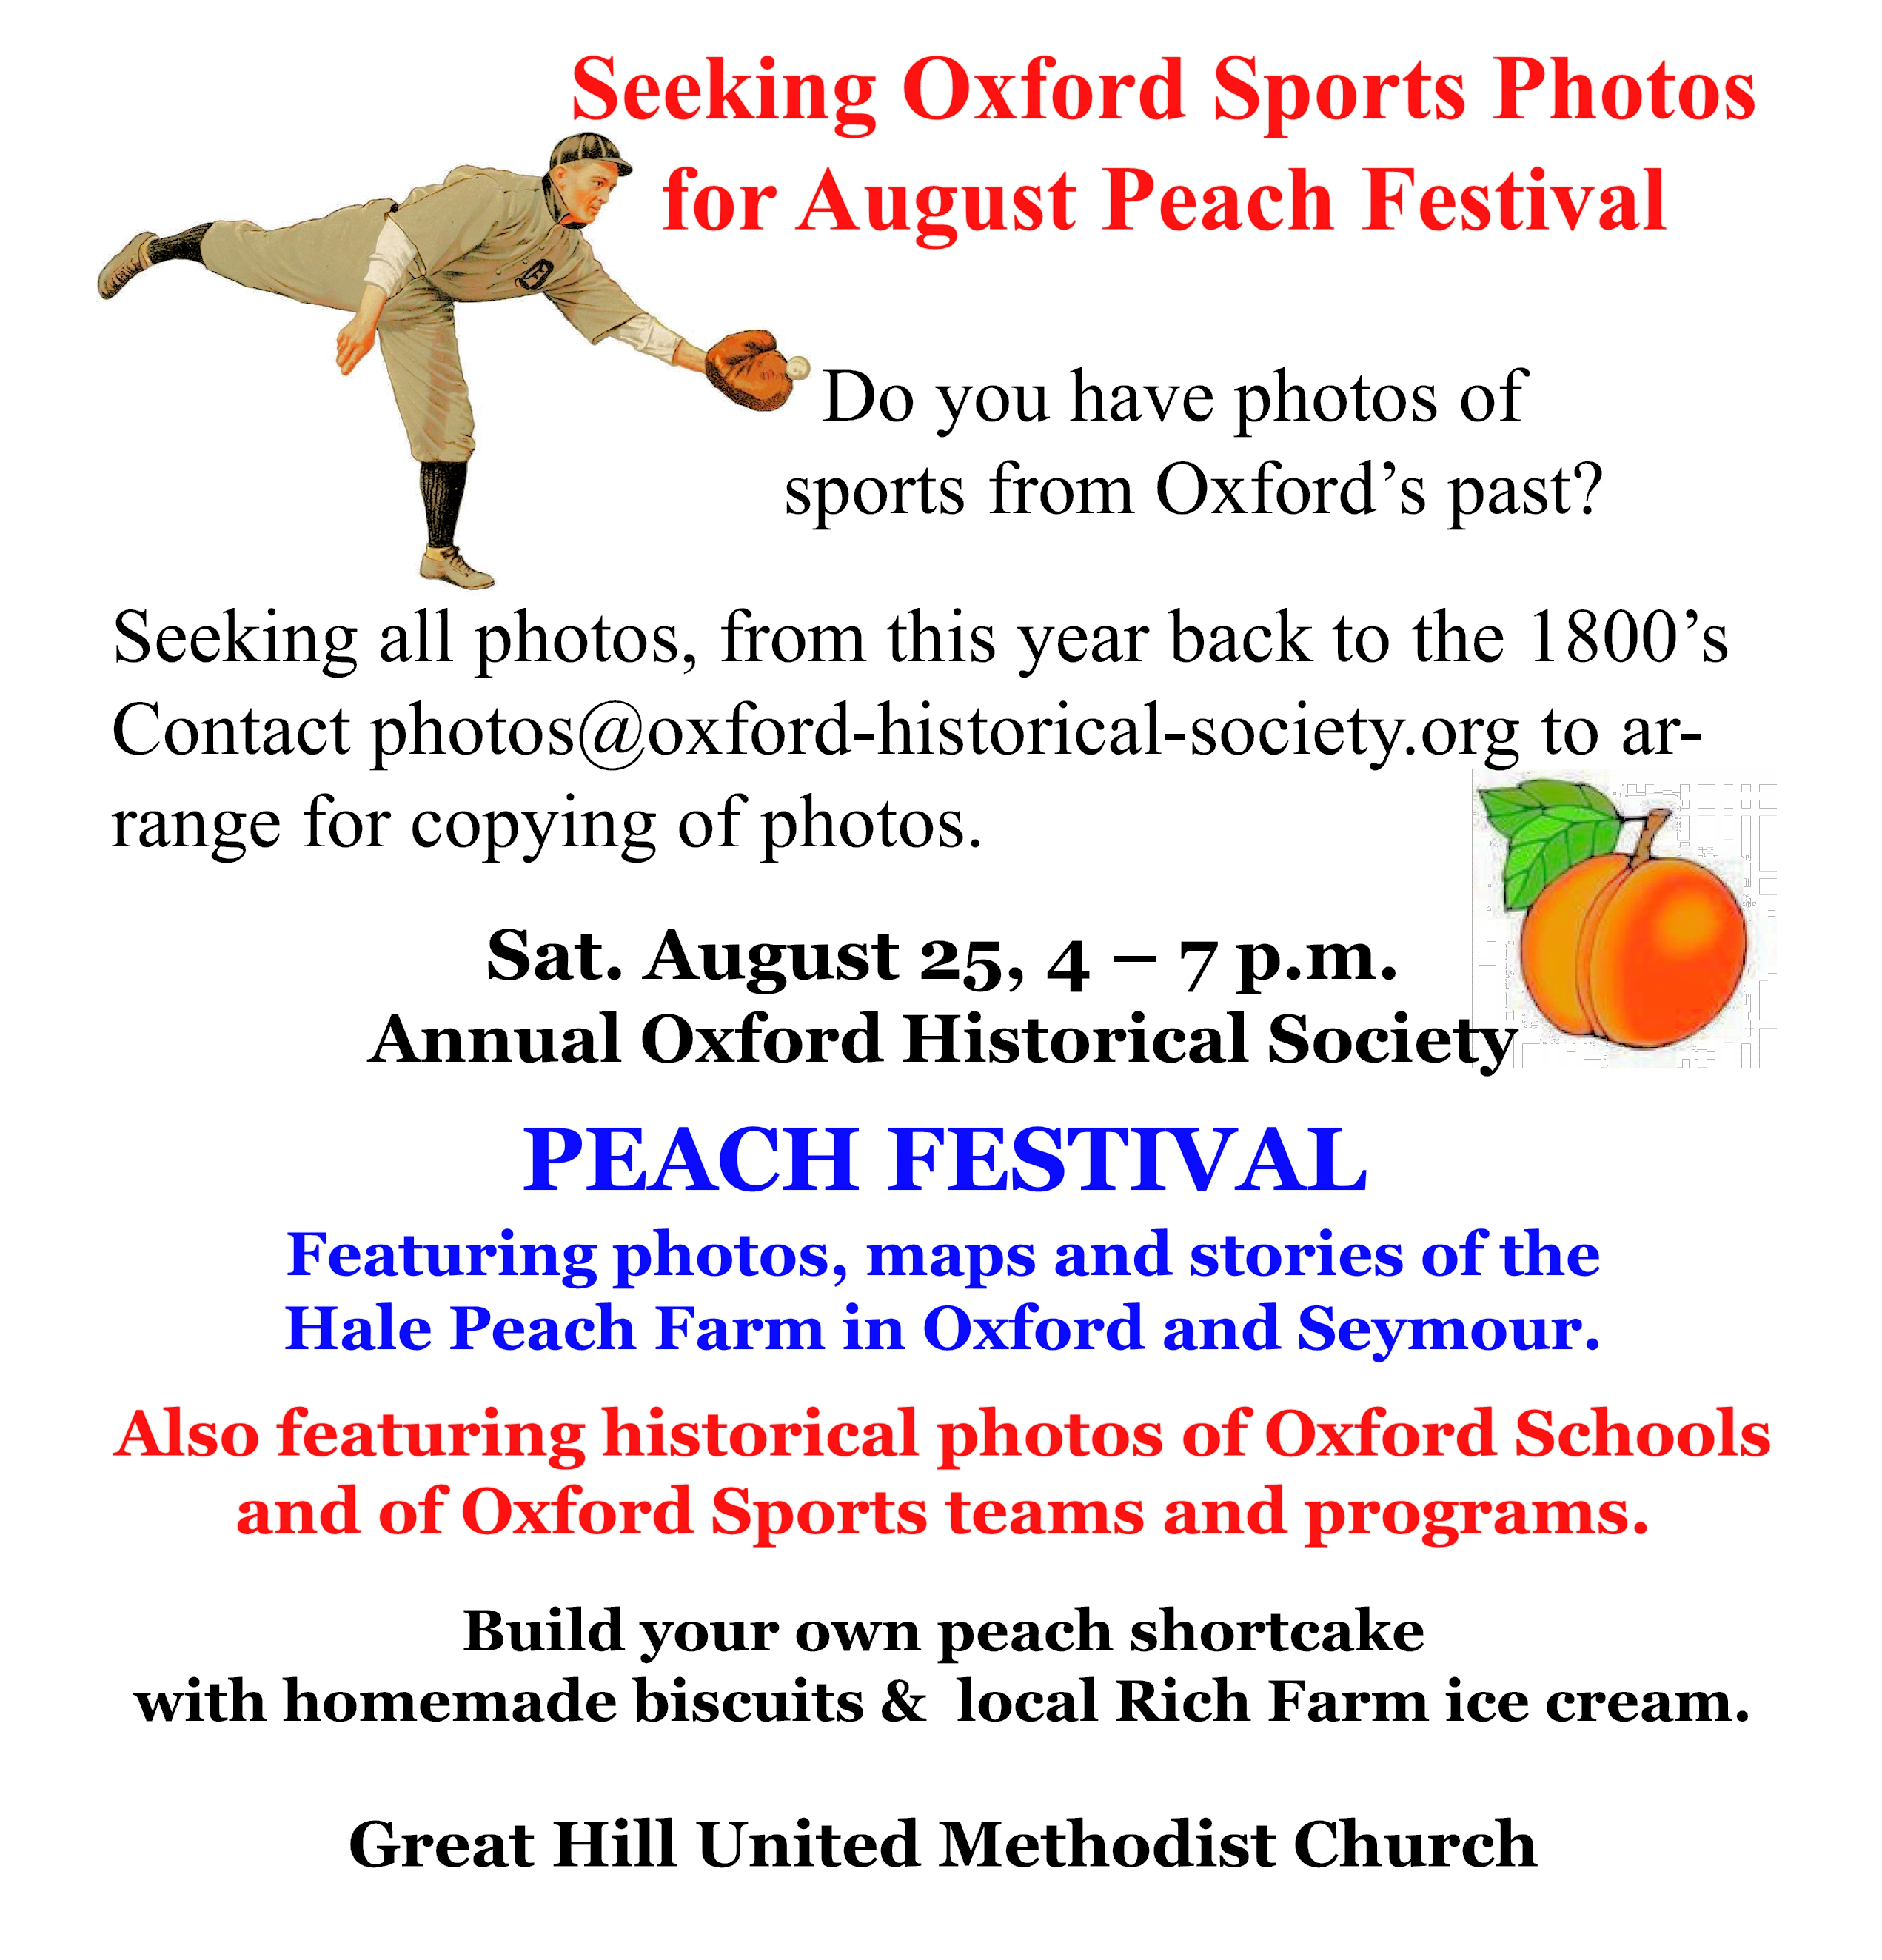 Seeking Oxford Sports Photos
for August Peach Festival
Do you have photos of
sports from Oxford’s past?
Seeking all photos, from this year back to the 1800’s
Contact photos@oxford-historical-society.org to ar-
range for copying of photos.
Sat. August 25, 4 – 7 p.m.
Annual Oxford Historical Society
PEACH FESTIVAL
Featuring photos, maps and stories of the
Hale Peach Farm in Oxford and Seymour.
Also featuring historical photos of Oxford Schools
and of Oxford Sports teams and programs.
Build your own peach shortcake
with homemade biscuits & local Rich Farm ice cream.
Great Hill United Methodist Church